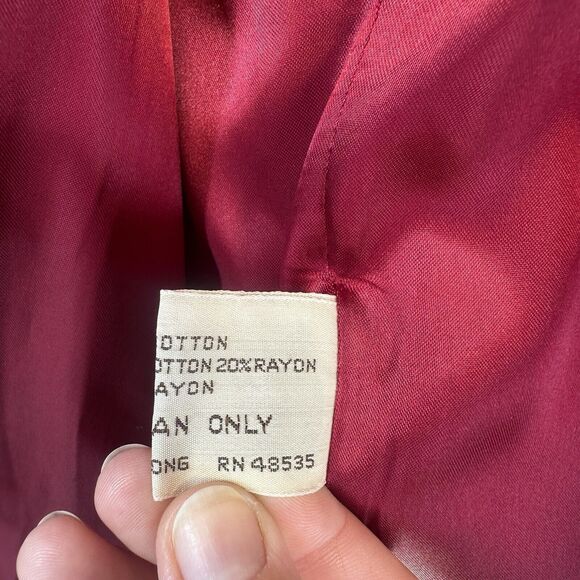 OTTON
OTTON 20% RAYON
AYON
AN ONLY
ONG RN 48535